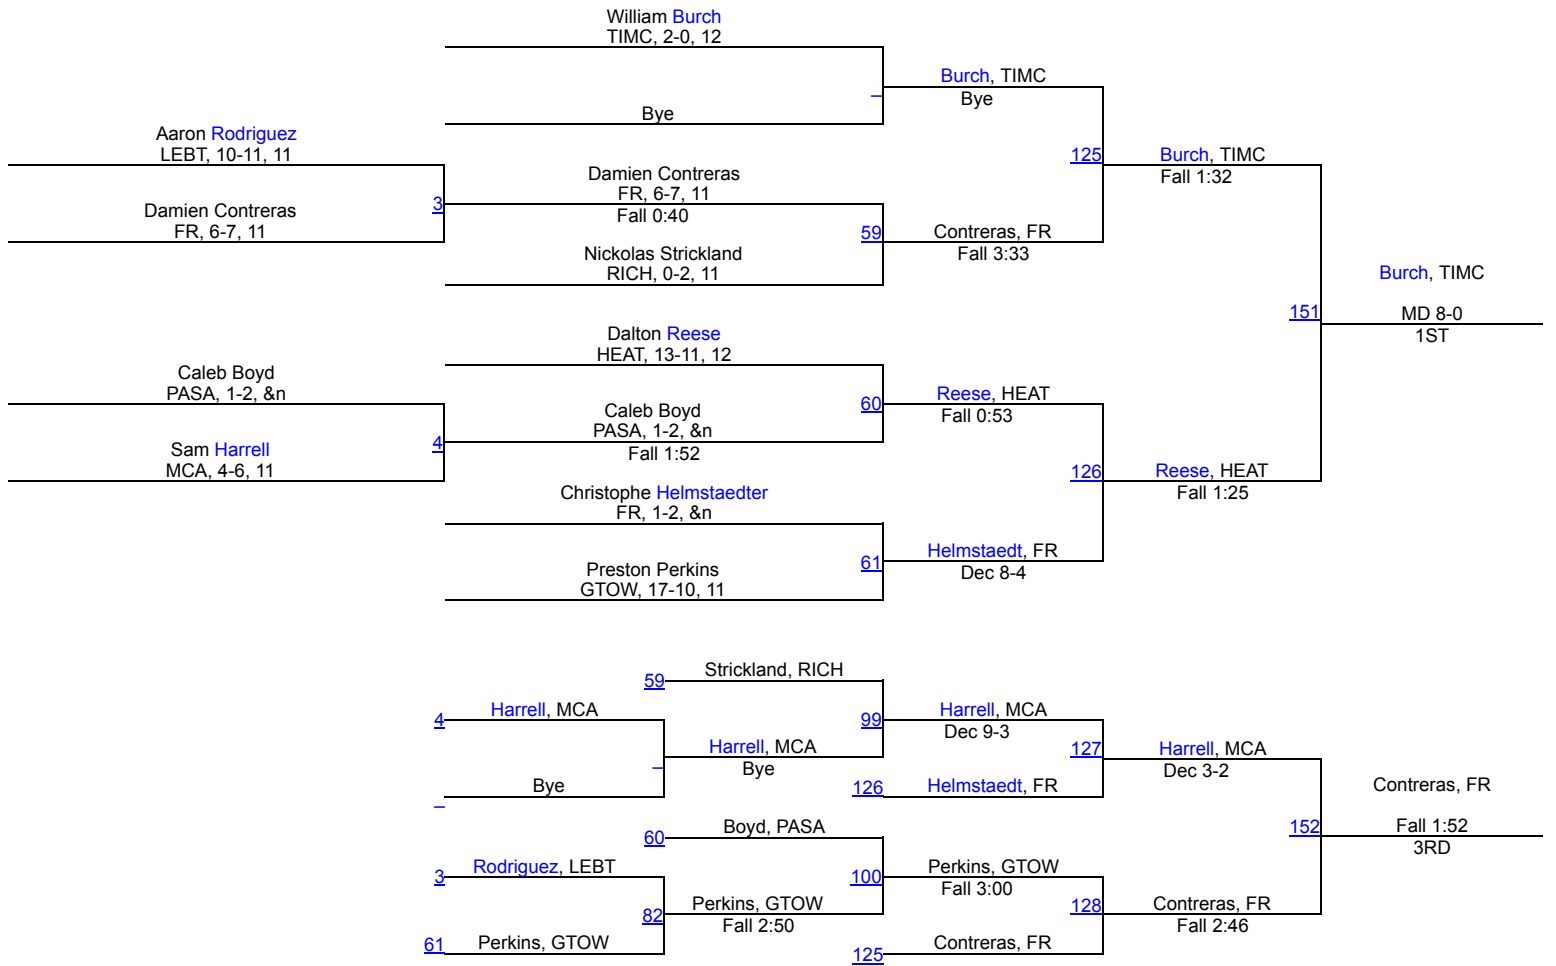 William Burch
TIMC, 2-0, 12
Burch, TIMC
Bye
_
Bye
Aaron Rodriguez
LEBT, 10-11, 11
125
Burch, TIMC
Fall 1:32
Damien Contreras
FR, 6-7, 11
Fall 0:40
3
Damien Contreras
FR, 6-7, 11
59
Contreras, FR
Fall 3:33
Nickolas Strickland
RICH, 0-2, 11
Burch, TIMC
151
MD 8-0
1ST
Dalton Reese
HEAT, 13-11, 12
Caleb Boyd
PASA, 1-2, &n
Reese, HEAT
Fall 0:53
60
Caleb Boyd
PASA, 1-2, &n
Fall 1:52
4
Sam Harrell
MCA, 4-6, 11
126
Reese, HEAT
Fall 1:25
Christophe Helmstaedter
FR, 1-2, &n
Helmstaedt, FR
Dec 8-4
61
Preston Perkins
GTOW, 17-10, 11
59
Strickland, RICH
4
Harrell, MCA
99
Harrell, MCA
Dec 9-3
Harrell, MCA
Bye
_
127
Harrell, MCA
Dec 3-2
Bye
_
126
Helmstaedt, FR
Contreras, FR
152
Fall 1:52
3RD
60
Boyd, PASA
3
Rodriguez, LEBT
100
Perkins, GTOW
Fall 3:00
82
Perkins, GTOW
Fall 2:50
128
Contreras, FR
Fall 2:46
61
Perkins, GTOW
125
Contreras, FR